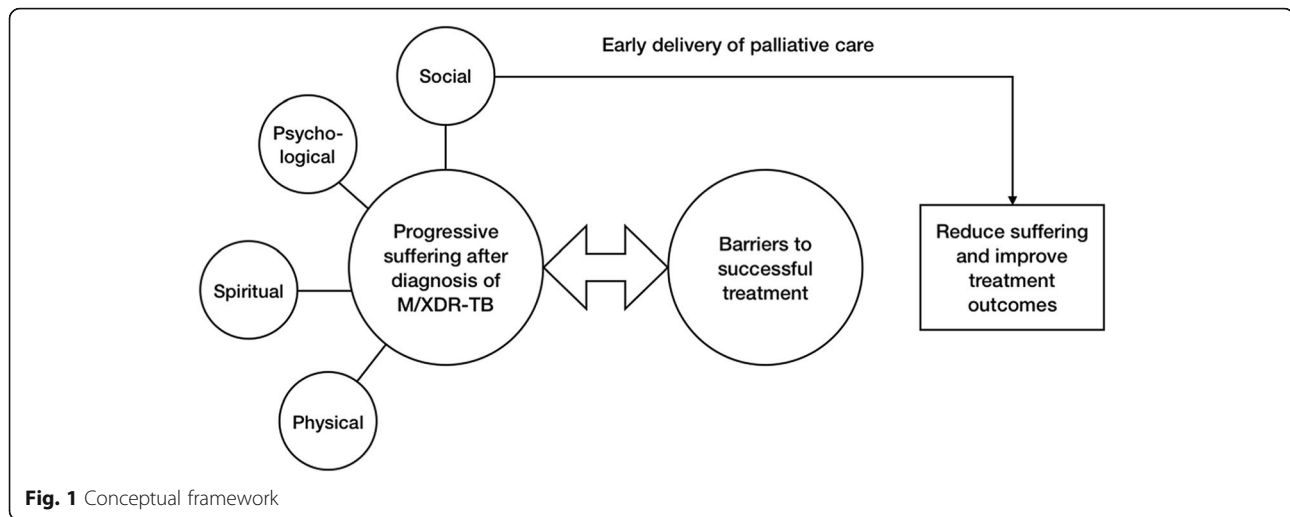 Early delivery of palliative care
Social
Psycho-
logical
Spiritual
Physical
Progressive
suffering after
diagnosis of
M/XDR-TB
Barriers to
successful
treatment
Reduce suffering
and improve
treatment
outcomes
Fig. 1 Conceptual framework